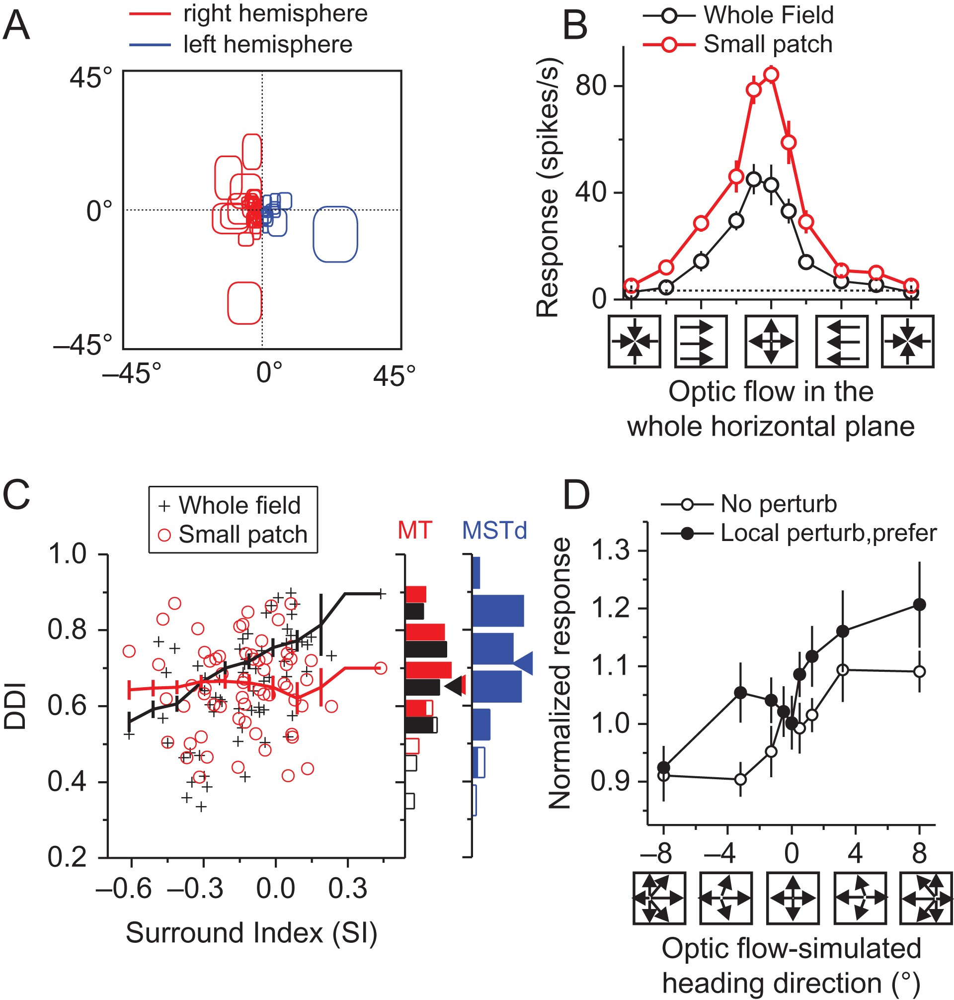 A
right hemisphere
left hemisphere
45°
0°
–45°
–45°
0°
45°
B
Whole Field
Small patch
Response (spikes/s)
80
40
0
Optic flow in the
whole horizontal plane
C
Whole field
Small patch
MT
MSTd
DDI
1.0
0.8
0.6
0.4
0.2
–0.6
–0.3
0.0
0.3
Surround Index (SI)
D
No perturb
Local perturb,prefer
Normalized response
1.3
1.2
1.1
1.0
0.9
–8
–4
0
4
8
Optic flow-simulated
heading direction (°)